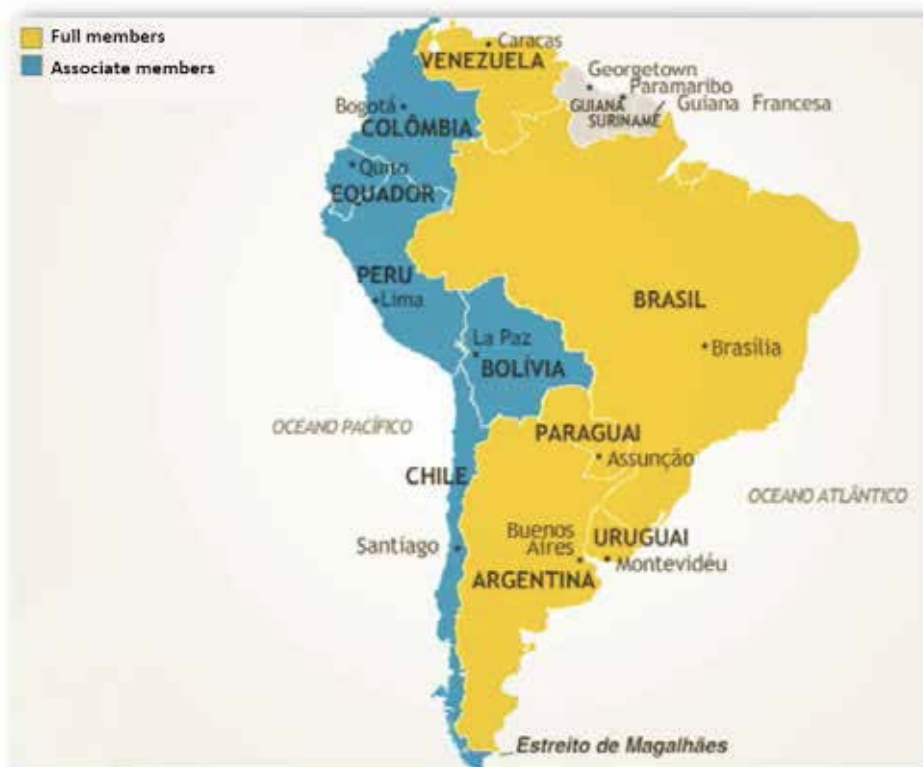 Full members
Associate members
Caracas
VENEZUELA
Georgetown
Paramaribo
Guiana Francesa
GUIANA
SURINAME
Bogotá
COLÔMBIA
Quito
EQUADOR
PERU
Lima
BRASIL
La Paz
Brasília
BOLÍVIA
OCEANO PACÍFICO
PARAGUAI
Assunção
CHILE
OCEANO ATLÂNTICO
Buenos
Aires
URUGUAI
Santiago
Montevidéu
ARGENTINA
Estreito de Magalhães